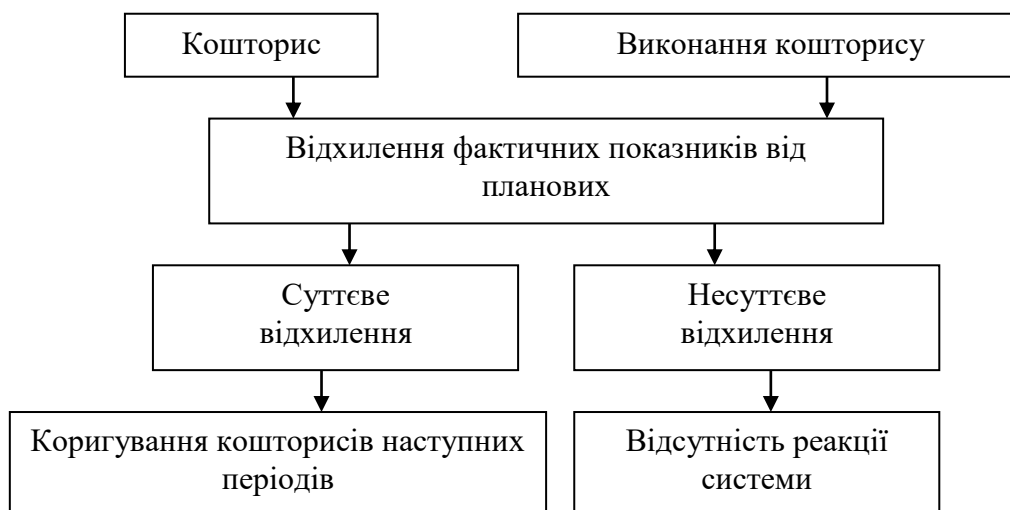 Кошторис
Виконання кошторису
Відхилення фактичних показників від
планових
Суттєве
відхилення
Несуттєве
відхилення
Коригування кошторисів наступних
періодів
Відсутність реакції
системи